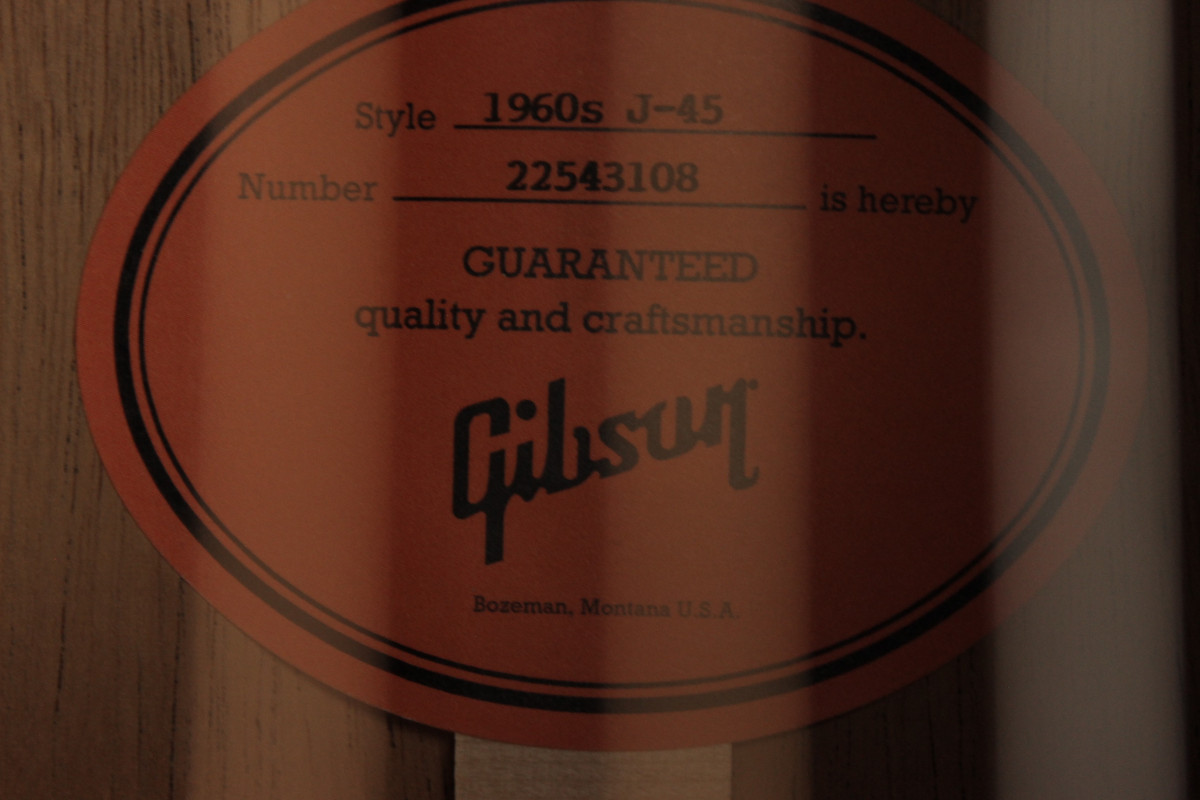 Style 1960s J-45
Number 22543108 is hereby
GUARANTEED
quality and craftsmanship.
Gibson
Bozeman, Montana U.S.A.